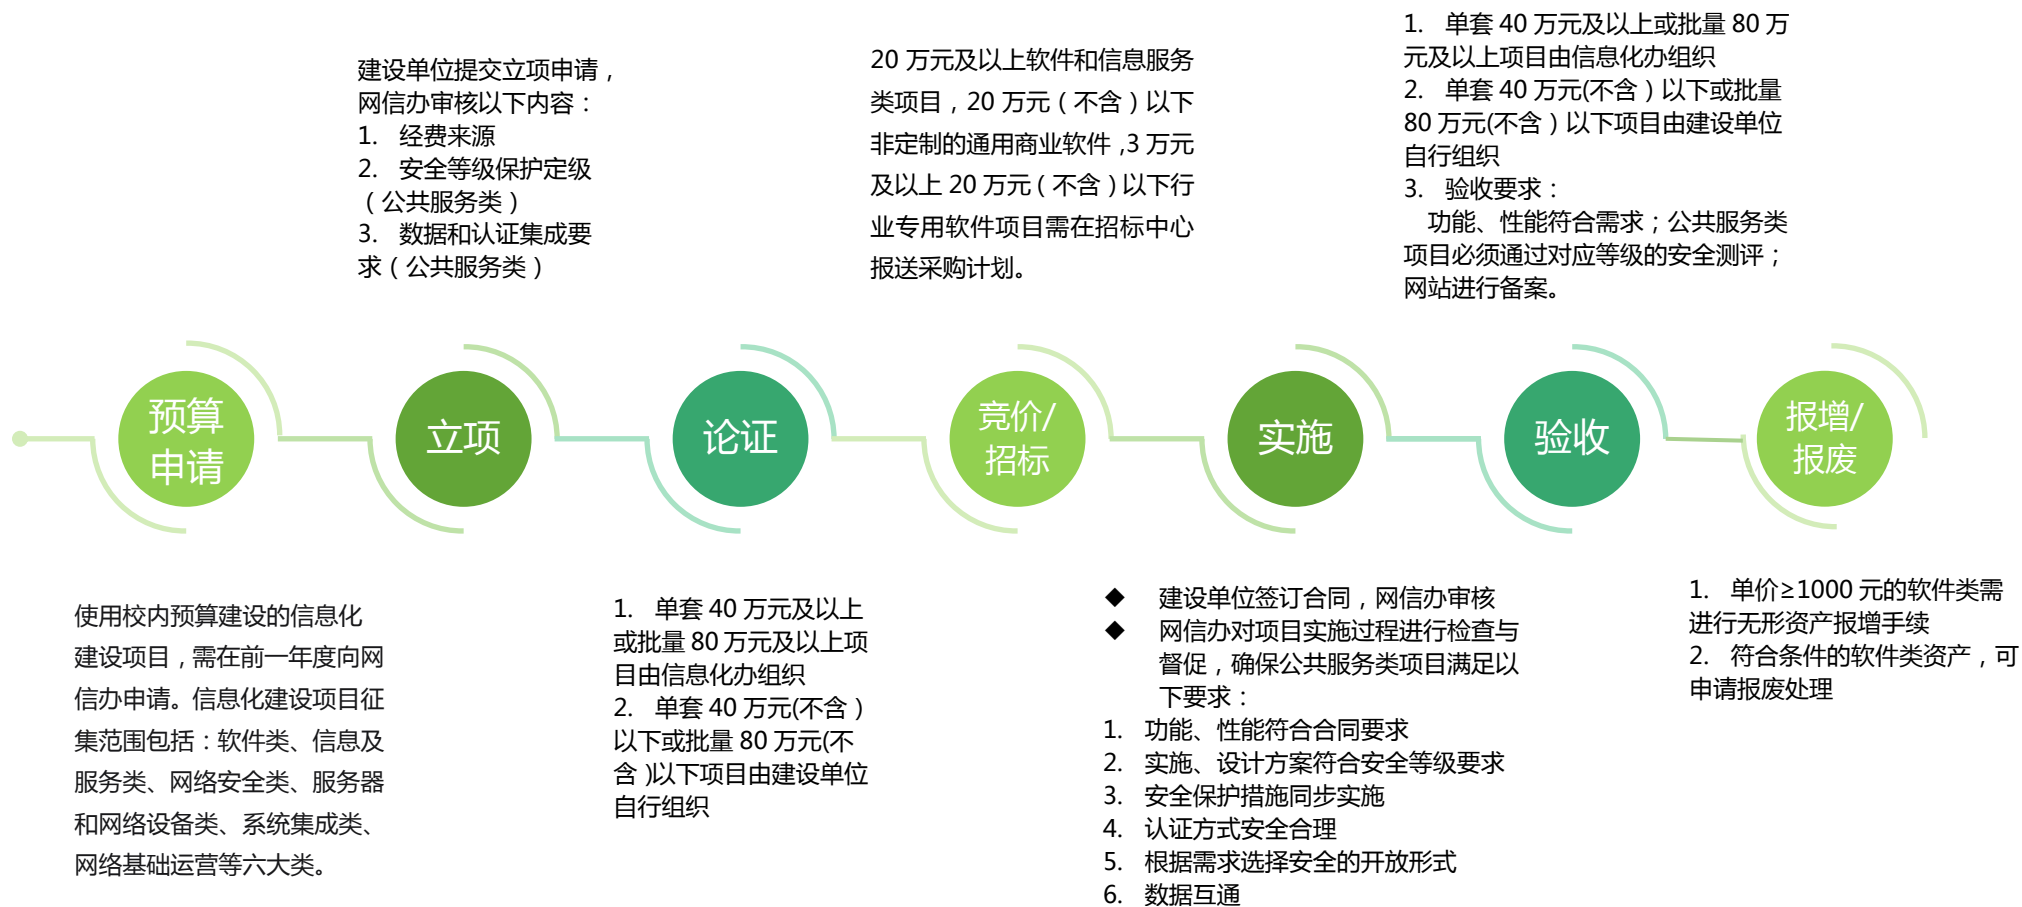 建设单位提交立项申请，
网信办审核以下内容：
1. 经费来源
2. 安全等级保护定级
（公共服务类）
3. 数据和认证集成要
求（公共服务类）
20 万元及以上软件和信息服务
类项目，20 万元（不含）以下
非定制的通用商业软件，3 万元
及以上 20 万元（不含）以下行
业专用软件项目需在招标中心
报送采购计划。
1. 单套 40 万元及以上或批量 80 万
元及以上项目由信息化办组织
2. 单套 40 万元(不含）以下或批量
80 万元(不含）以下项目由建设单位
自行组织
3. 验收要求：
功能、性能符合需求；公共服务类
项目必须通过对应等级的安全测评；
网站进行备案。
预算
申请
立项
论证
竞价/
招标
实施
验收
报增/
报废
使用校内预算建设的信息化
建设项目，需在前一年度向网
信办申请。信息化建设项目征
集范围包括：软件类、信息及
服务类、网络安全类、服务器
和网络设备类、系统集成类、
网络基础运营等六大类。
1. 单套 40 万元及以上
或批量 80 万元及以上项
目由信息化办组织
2. 单套 40 万元(不含）
以下或批量 80 万元(不
含）以下项目由建设单位
自行组织
◆ 建设单位签订合同，网信办审核
◆ 网信办对项目实施过程进行检查与
督促，确保公共服务类项目满足以
下要求：
1. 功能、性能符合合同要求
2. 实施、设计方案符合安全等级要求
3. 安全保护措施同步实施
4. 认证方式安全合理
5. 根据需求选择安全的开放形式
6. 数据互通
1. 单价≥1000 元的软件类需
进行无形资产报增手续
2. 符合条件的软件类资产，可
申请报废处理